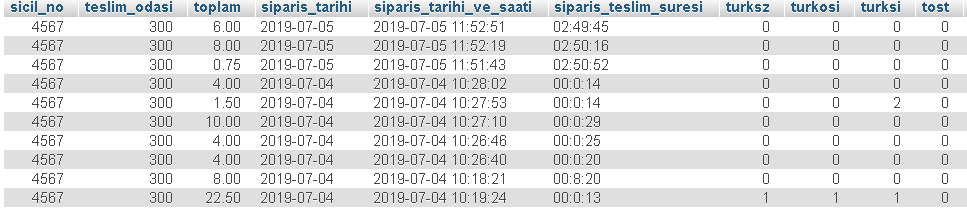 sicil_no teslim_odasi toplam siparis_tarihi siparis_tarihi_ve_saati siparis_teslim_suresi turksz turkosi turksi tost
4567 300 6.00 2019-07-05 2019-07-05 11:52:51 02:49:45 0 0 0 0
4567 300 8.00 2019-07-05 2019-07-05 11:52:19 02:50:16 0 0 0 0
4567 300 0.75 2019-07-05 2019-07-05 11:51:43 02:50:52 0 0 0 0
4567 300 4.00 2019-07-04 2019-07-04 10:28:02 00:0:14 0 0 0 0
4567 300 1.50 2019-07-04 2019-07-04 10:27:53 00:0:14 0 0 2 0
4567 300 10.00 2019-07-04 2019-07-04 10:27:10 00:0:29 0 0 0 0
4567 300 4.00 2019-07-04 2019-07-04 10:26:46 00:0:25 0 0 0 0
4567 300 4.00 2019-07-04 2019-07-04 10:26:40 00:0:20 0 0 0 0
4567 300 8.00 2019-07-04 2019-07-04 10:18:21 00:8:20 0 0 0 0
4567 300 22.50 2019-07-04 2019-07-04 10:19:24 00:0:13 1 1 1 0